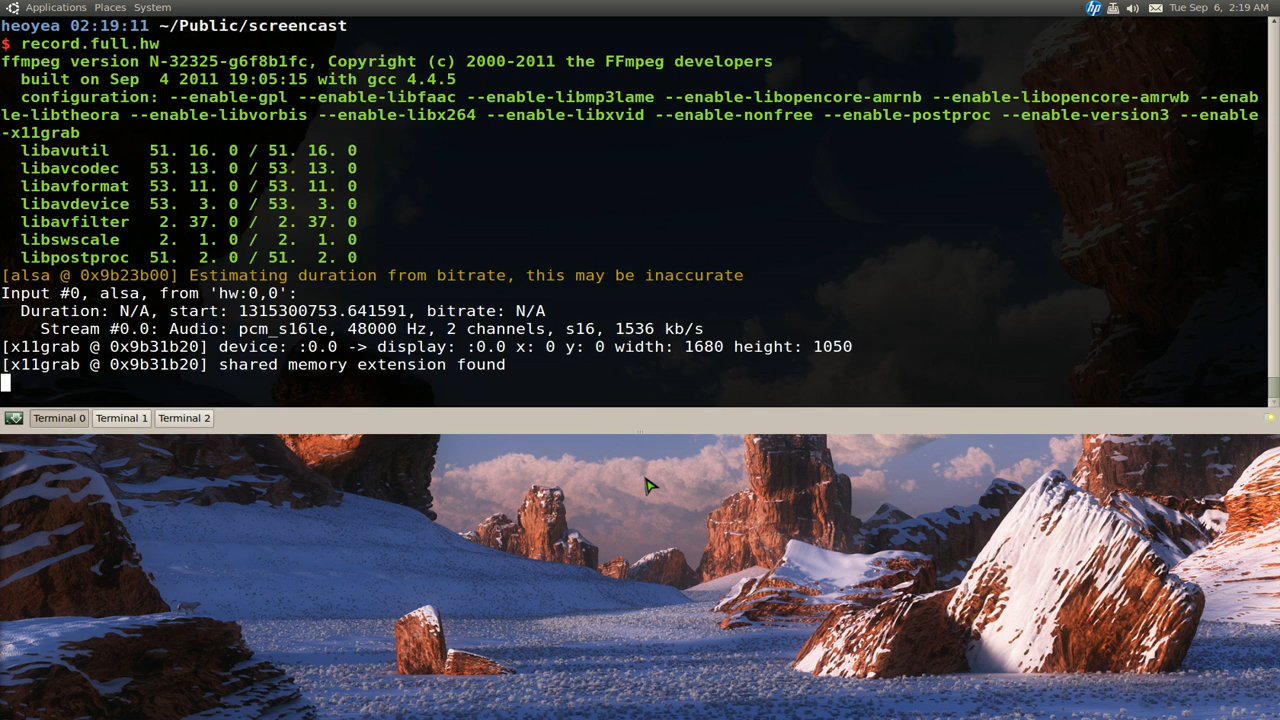 Applications Places System
hp Tue Sep 6, 2:19 AM
heoyea 02:19:11 ~/Public/screencast
$ record.full.hw
ffmpeg version N-32325-g6f8b1fc, Copyright (c) 2000-2011 the FFmpeg developers
  built on Sep  4 2011 19:05:15 with gcc 4.4.5
  configuration: --enable-gpl --enable-libfaac --enable-libmp3lame --enable-libopencore-amrnb --enable-libopencore-amrwb --enab
le-libtheora --enable-libvorbis --enable-libx264 --enable-libxvid --enable-nonfree --enable-postproc --enable-version3 --enable
-x11grab
  libavutil    51. 16. 0 / 51. 16. 0
  libavcodec   53. 13. 0 / 53. 13. 0
  libavformat  53. 11. 0 / 53. 11. 0
  libavdevice  53.  3. 0 / 53.  3. 0
  libavfilter   2. 37. 0 /  2. 37. 0
  libswscale    2.  1. 0 /  2.  1. 0
  libpostproc  51.  2. 0 / 51.  2. 0
[alsa @ 0x9b23b00] Estimating duration from bitrate, this may be inaccurate
Input #0, alsa, from 'hw:0,0':
  Duration: N/A, start: 1315300753.641591, bitrate: N/A
    Stream #0.0: Audio: pcm_s16le, 48000 Hz, 2 channels, s16, 1536 kb/s
[x11grab @ 0x9b31b20] device: :0.0 -> display: :0.0 x: 0 y: 0 width: 1680 height: 1050
[x11grab @ 0x9b31b20] shared memory extension found
Terminal 0 Terminal 1 Terminal 2